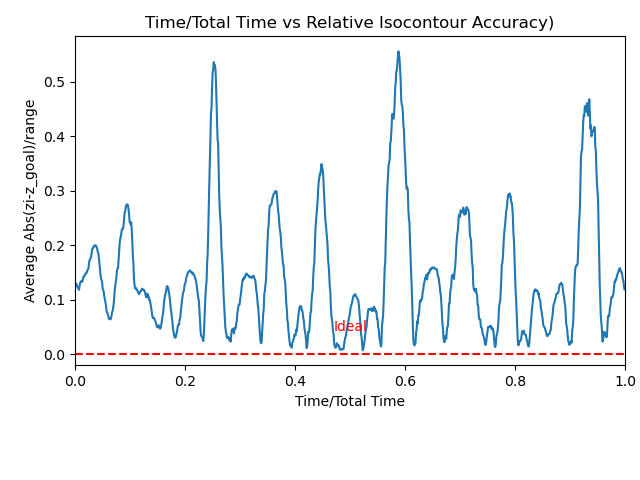 Time/Total Time vs Relative Isocontour Accuracy)
Average Abs(zi-z_goal)/range
0.5
0.4
0.3
0.2
0.1
0.0
Ideal
0.0 0.2 0.4 0.6 0.8 1.0
Time/Total Time